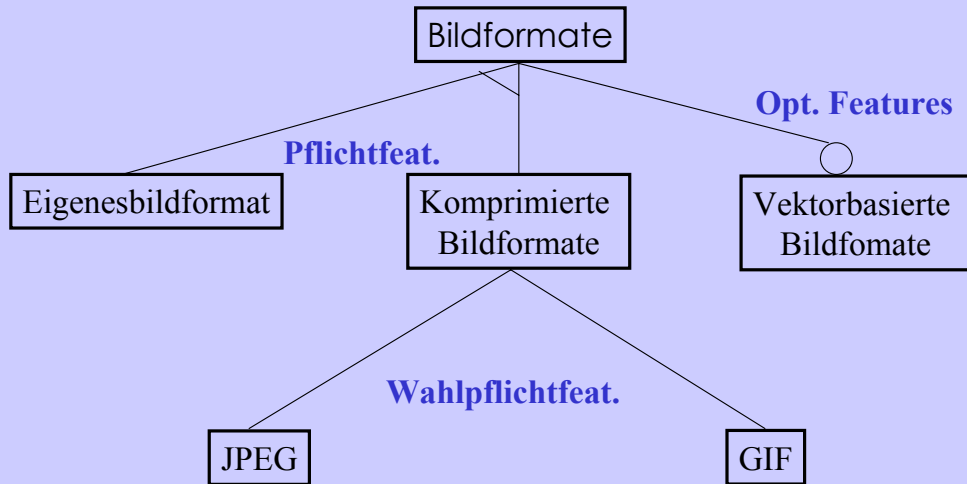 Bildformate
Opt. Features
Pflichtfeat.
Eigenesbildformat
Komprimierte
Bildformate
Vektorbasierte
Bildfomate
Wahlpflichtfeat.
JPEG
GIF